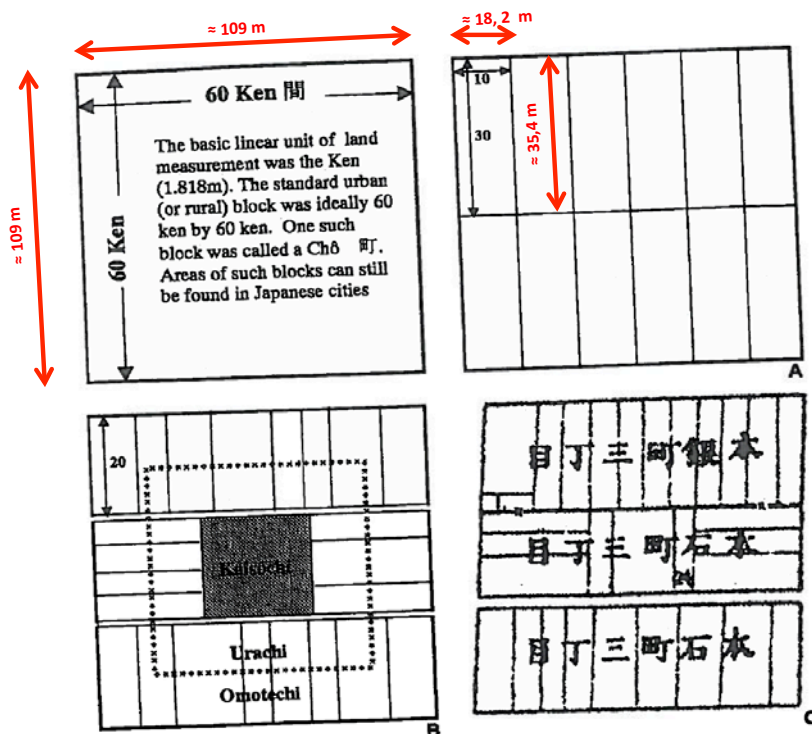 ≈ 109 m
≈ 18,2 m
≈ 109 m
60 Ken 間
60 Ken
The basic linear unit of land
measurement was the Ken
(1.818m). The standard urban
(or rural) block was ideally 60
ken by 60 ken. One such
block was called a Chô 町.
Areas of such blocks can still
be found in Japanese cities
10
30
≈ 35,4 m
A
20
Urachi
Omotechi
B
本銀町三丁目
本石町三丁目
本石町三丁目
C